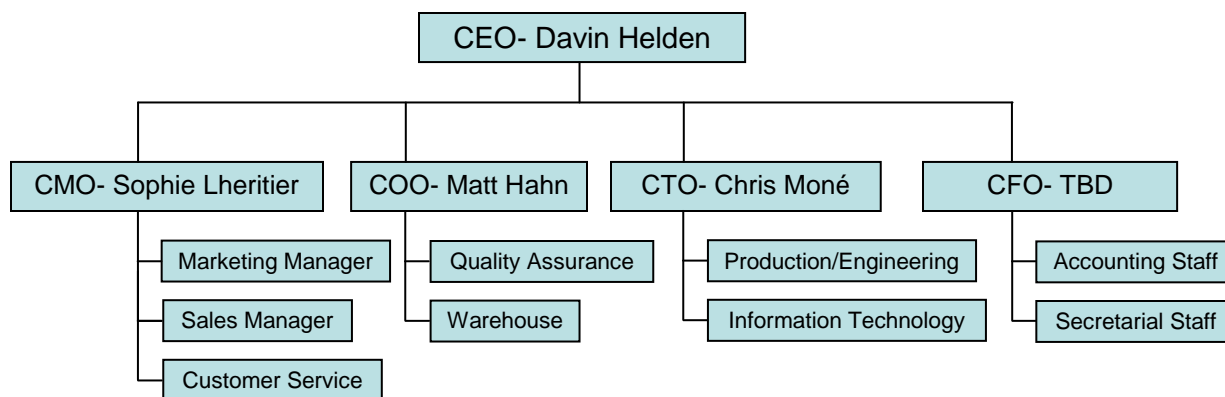 CEO- Davin Helden
CMO- Sophie Lheritier
COO- Matt Hahn
CTO- Chris Moné
CFO- TBD
Marketing Manager
Quality Assurance
Production/Engineering
Accounting Staff
Sales Manager
Warehouse
Information Technology
Secretarial Staff
Customer Service